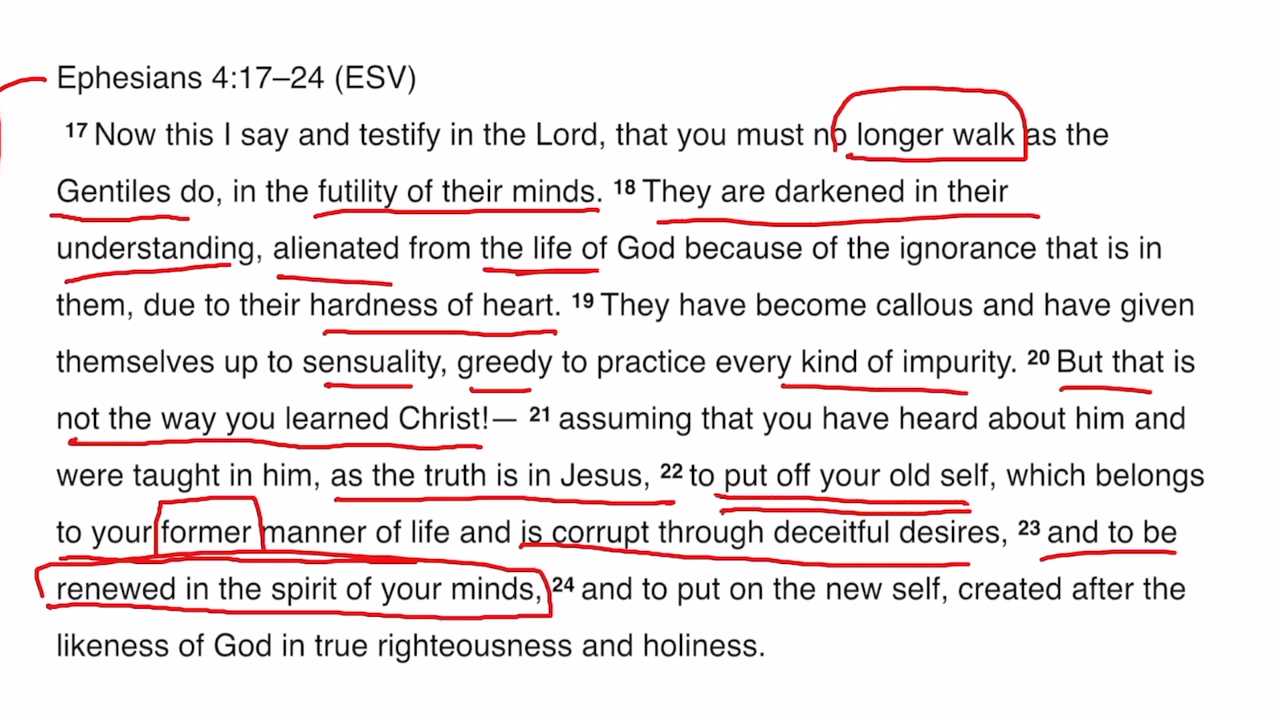 Ephesians 4:17–24 (ESV)
17 Now this I say and testify in the Lord, that you must no longer walk as the
Gentiles do, in the futility of their minds. 18 They are darkened in their
understanding, alienated from the life of God because of the ignorance that is in
them, due to their hardness of heart. 19 They have become callous and have given
themselves up to sensuality, greedy to practice every kind of impurity. 20 But that is
not the way you learned Christ!— 21 assuming that you have heard about him and
were taught in him, as the truth is in Jesus, 22 to put off your old self, which belongs
to your former manner of life and is corrupt through deceitful desires, 23 and to be
renewed in the spirit of your minds, 24 and to put on the new self, created after the
likeness of God in true righteousness and holiness.